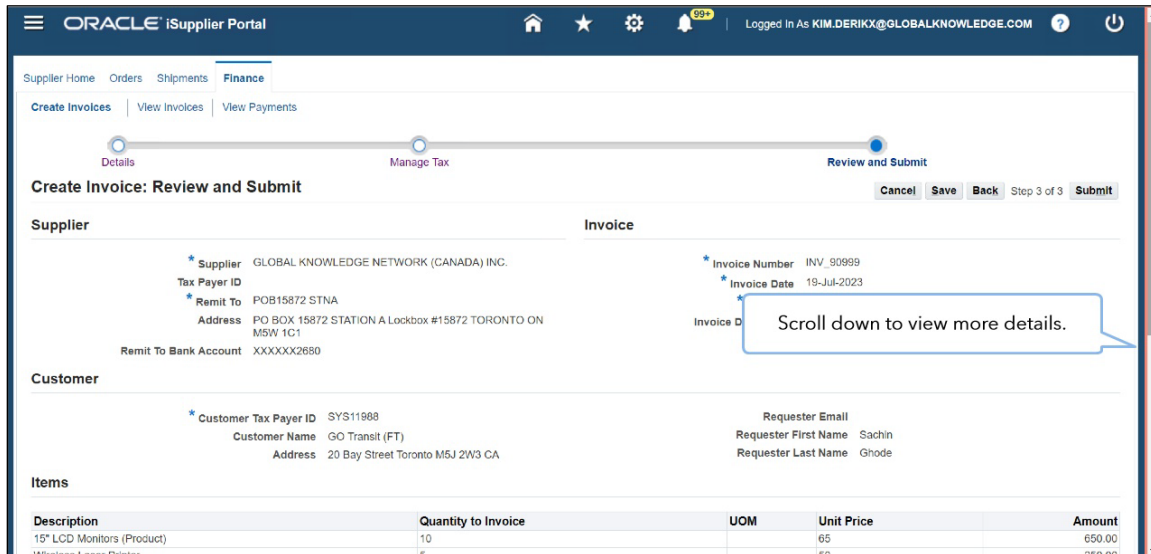 ORACLE iSupplier Portal
99+
Logged In As KIM.DERIKX@GLOBALKNOWLEDGE.COM
?
Supplier Home Orders Shipments Finance
Create Invoices View Invoices View Payments
Details Manage Tax Review and Submit
Create Invoice: Review and Submit
Cancel Save Back Step 3 of 3 Submit
Supplier
Invoice
* Supplier GLOBAL KNOWLEDGE NETWORK (CANADA) INC.
Tax Payer ID
* Remit To POB15872 STNA
Address PO BOX 15872 STATION A Lockbox #15872 TORONTO ON
M5W 1C1
Remit To Bank Account XXXXXX2680
* Invoice Number INV_90999
* Invoice Date 19-Jul-2023
*
Invoice D
Scroll down to view more details.
Customer
* Customer Tax Payer ID SYS11988
Customer Name GO Transit (FT)
Address 20 Bay Street Toronto M5J 2W3 CA
Requester Email
Requester First Name Sachin
Requester Last Name Ghode
Items
Description Quantity to Invoice UOM Unit Price Amount
15" LCD Monitors (Product) 10 65 650.00